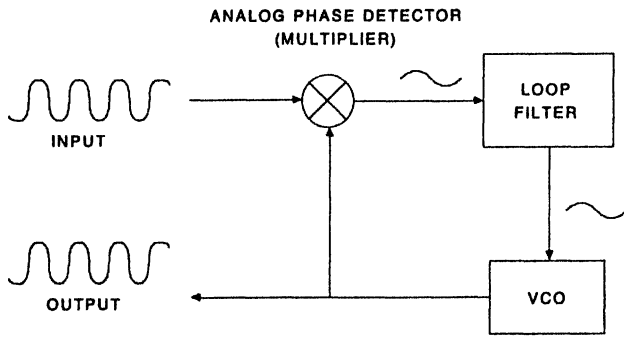 ANALOG PHASE DETECTOR
(MULTIPLIER)
LOOP
FILTER
INPUT
OUTPUT
VCO